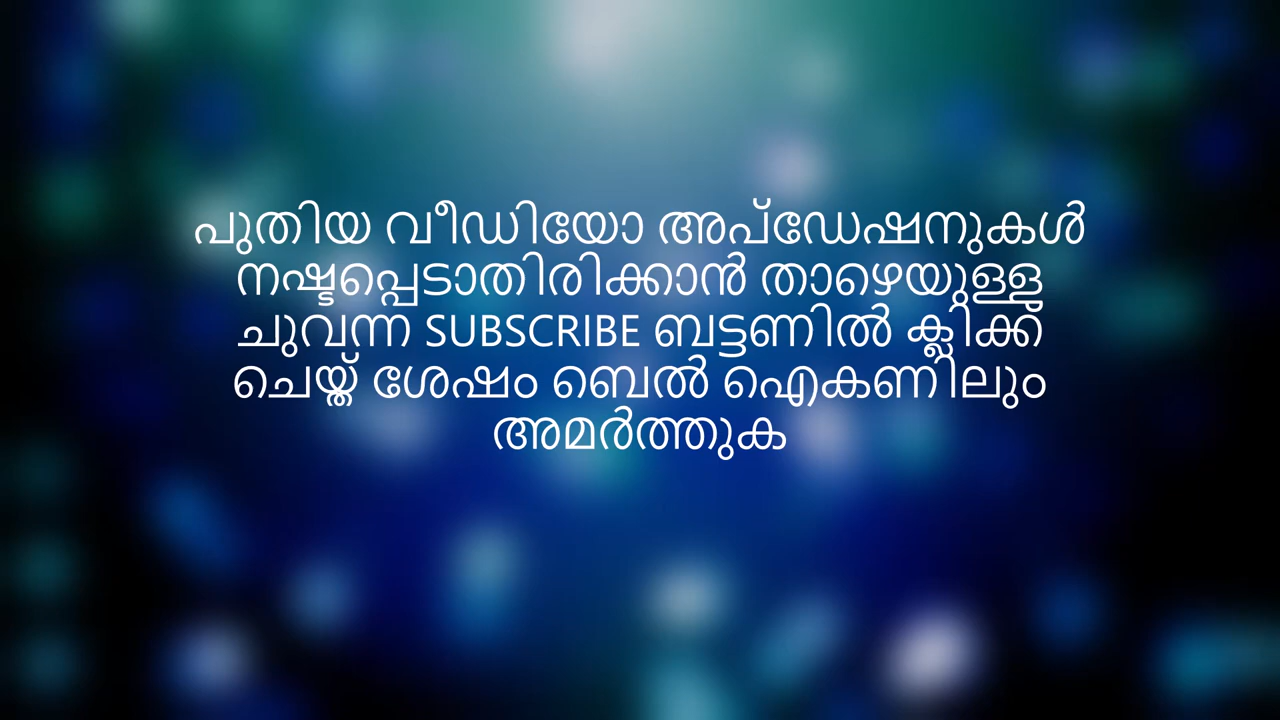 പുതിയ വീഡിയോ അപ്ഡേഷനുകൾ
നഷ്ടപ്പെടാതിരിക്കാൻ താഴെയുള്ള
ചുവന്ന SUBSCRIBE ബട്ടണിൽ ക്ലിക്ക്
ചെയ്ത് ശേഷം ബെൽ ഐകണിലും
അമർത്തുക